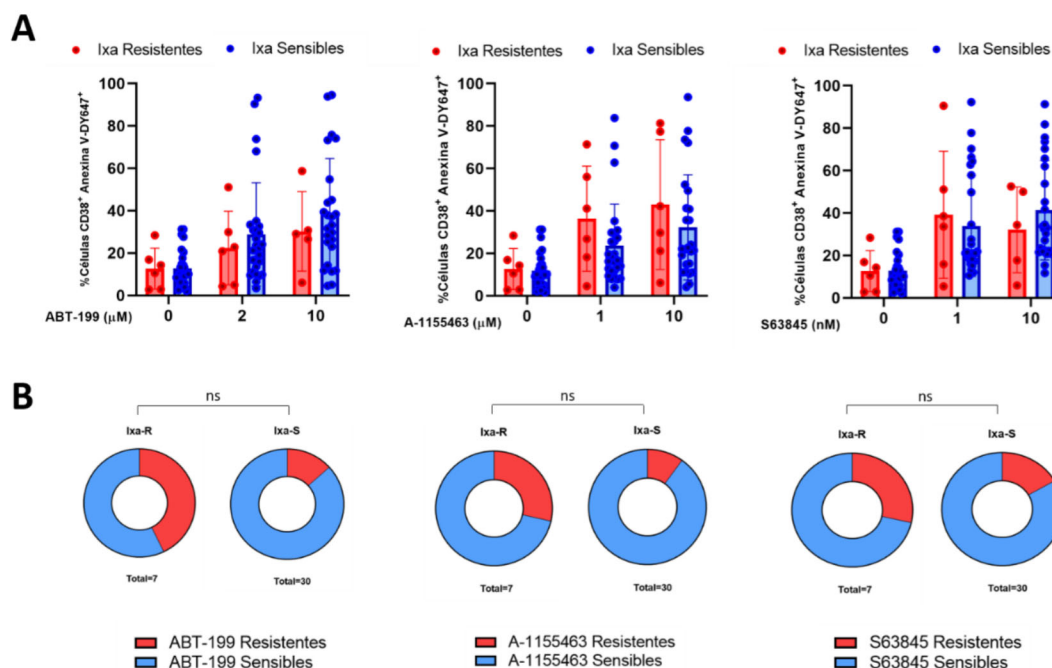 A
Ixa Resistentes Ixa Sensibles
%Células CD38+ Anexina V-DY647+
100
80
60
40
20
0
ABT-199 (μM) 0 2 10
Ixa Resistentes Ixa Sensibles
%Células CD38+ Anexina V-DY647+
100
80
60
40
20
0
A-1155463 (μM) 0 1 10
Ixa Resistentes Ixa Sensibles
%Células CD38+ Anexina V-DY647+
100
80
60
40
20
0
S63845 (nM) 0 1 10
B
ns
Ixa-R Ixa-S
Total=7 Total=30
ABT-199 Resistentes
ABT-199 Sensibles
ns
Ixa-R Ixa-S
Total=7 Total=30
A-1155463 Resistentes
A-1155463 Sensibles
ns
Ixa-R Ixa-S
Total=7 Total=30
S63845 Resistentes
S63845 Sensibles